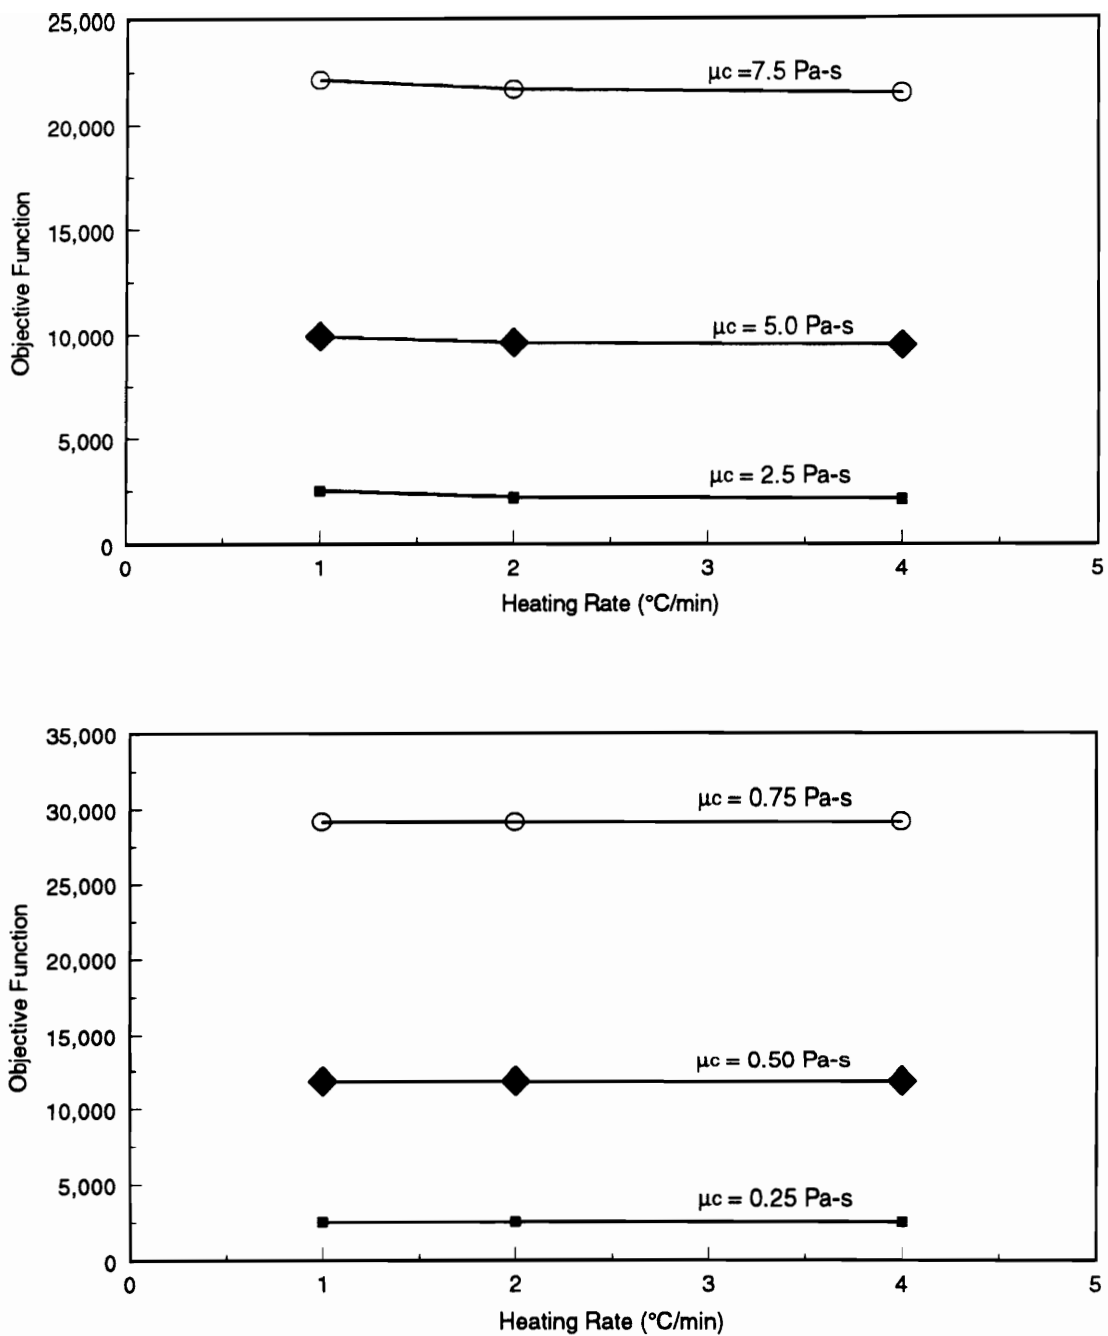 25,000
20,000
15,000
10,000
5,000
0
Objective Function
μc =7.5 Pa-s
μc = 5.0 Pa-s
μc = 2.5 Pa-s
0 1 2 3 4 5
Heating Rate (°C/min)
35,000
30,000
25,000
20,000
15,000
10,000
5,000
0
Objective Function
μc = 0.75 Pa-s
μc = 0.50 Pa-s
μc = 0.25 Pa-s
0 1 2 3 4 5
Heating Rate (°C/min)